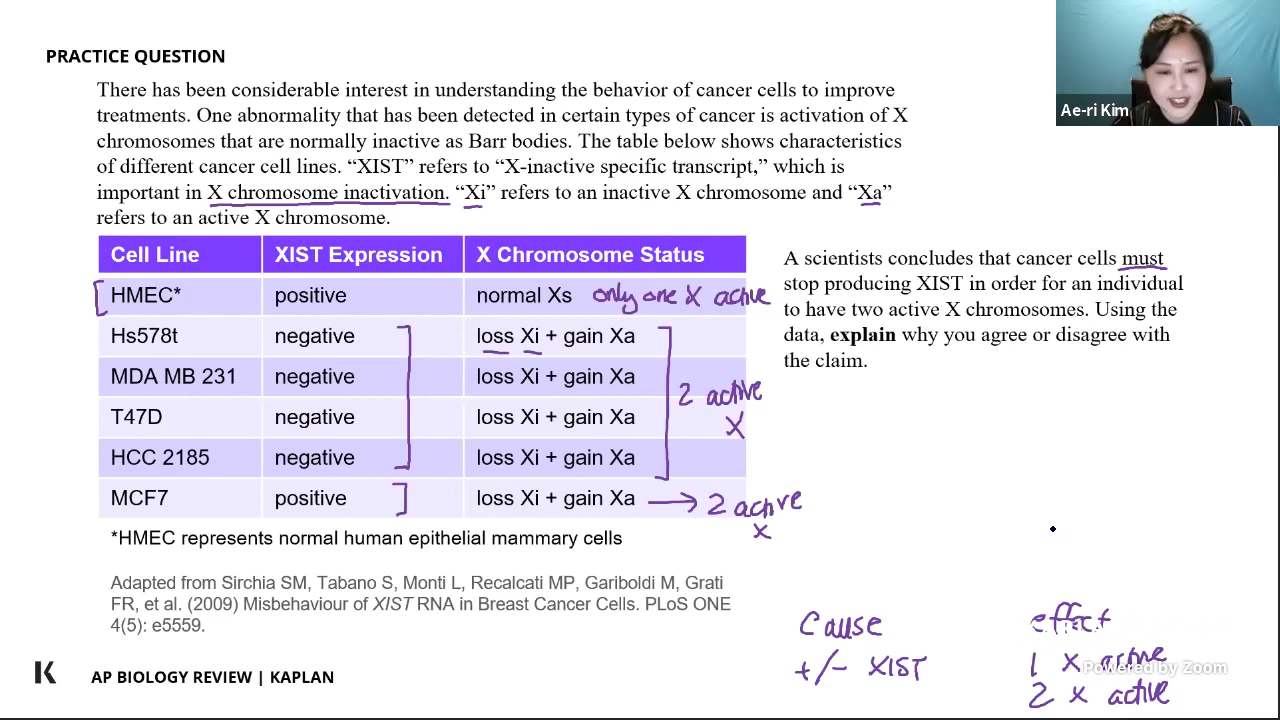 PRACTICE QUESTION
Ae-ri Kim
There has been considerable interest in understanding the behavior of cancer cells to improve
treatments. One abnormality that has been detected in certain types of cancer is activation of X
chromosomes that are normally inactive as Barr bodies. The table below shows characteristics
of different cancer cell lines. “XIST” refers to “X-inactive specific transcript,” which is
important in X chromosome inactivation. “Xi” refers to an inactive X chromosome and “Xa”
refers to an active X chromosome.
Cell Line XIST Expression X Chromosome Status
HMEC* positive normal Xs only one X active
Hs578t negative loss Xi + gain Xa
MDA MB 231 negative loss Xi + gain Xa
T47D negative loss Xi + gain Xa
HCC 2185 negative loss Xi + gain Xa
2 active
X
MCF7 positive loss Xi + gain Xa → 2 active
X
*HMEC represents normal human epithelial mammary cells
Adapted from Sirchia SM, Tabano S, Monti L, Recalcati MP, Gariboldi M, Grati
FR, et al. (2009) Misbehaviour of XIST RNA in Breast Cancer Cells. PLoS ONE
4(5): e5559.
A scientists concludes that cancer cells must
stop producing XIST in order for an individual
to have two active X chromosomes. Using the
data, explain why you agree or disagree with
the claim.
Cause effect
+/- XIST 1 X active
2 X active
Powered by Zoom
K AP BIOLOGY REVIEW | KAPLAN